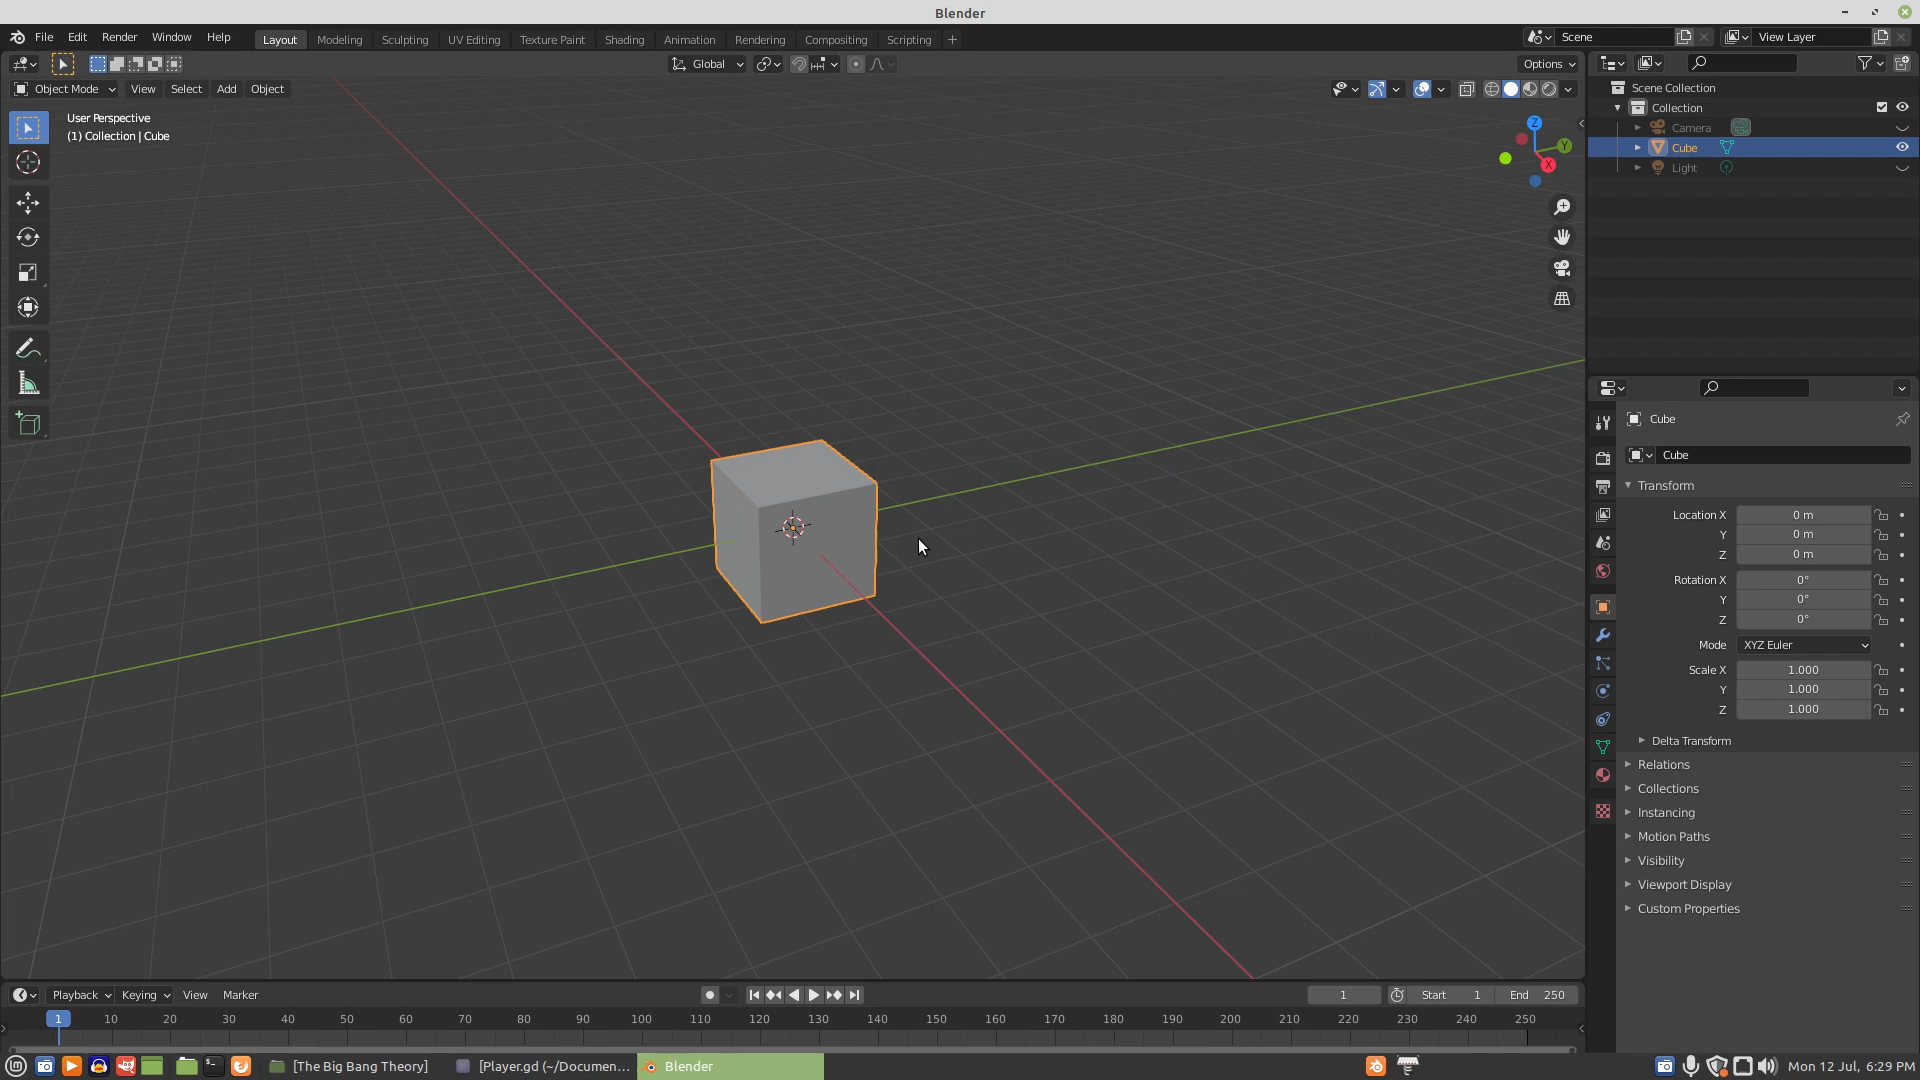 Blender
File Edit Render Window Help Layout Modeling Sculpting UV Editing Texture Paint Shading Animation Rendering Compositing Scripting + Scene View Layer
Global Options
Object Mode View Select Add Object
User Perspective
(1) Collection | Cube
Z
Y
X
Scene Collection
Collection
Camera
Cube
Light
Cube
Cube
Transform
Location X 0 m
Y 0 m
Z 0 m
Rotation X 0°
Y 0°
Z 0°
Mode XYZ Euler
Scale X 1.000
Y 1.000
Z 1.000
Delta Transform
Relations
Collections
Instancing
Motion Paths
Visibility
Viewport Display
Custom Properties
Playback Keying View Marker 1 Start 1 End 250
1 10 20 30 40 50 60 70 80 90 100 110 120 130 140 150 160 170 180 190 200 210 220 230 240 250
[The Big Bang Theory] [Player.gd (~/Documen... Blender Mon 12 Jul, 6:29 PM